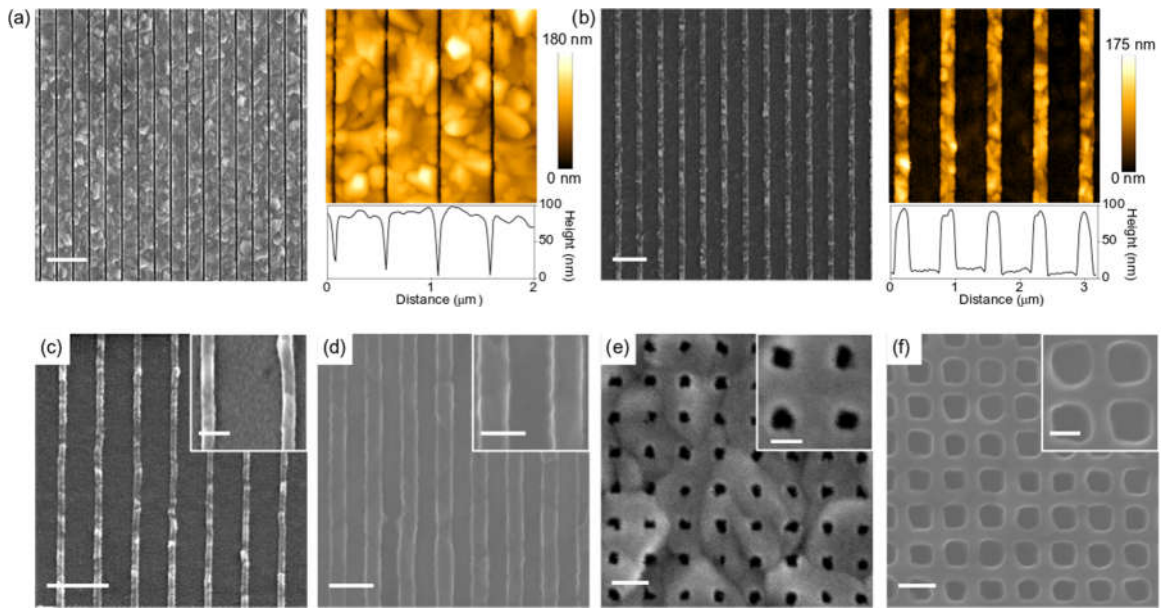 (a)
180 nm
0 nm
100
50
0
Height (nm)
0
1
2
Distance (μm)
(b)
175 nm
0 nm
100
50
0
Height (nm)
0
1
2
3
Distance (μm)
(c)
(d)
(e)
(f)